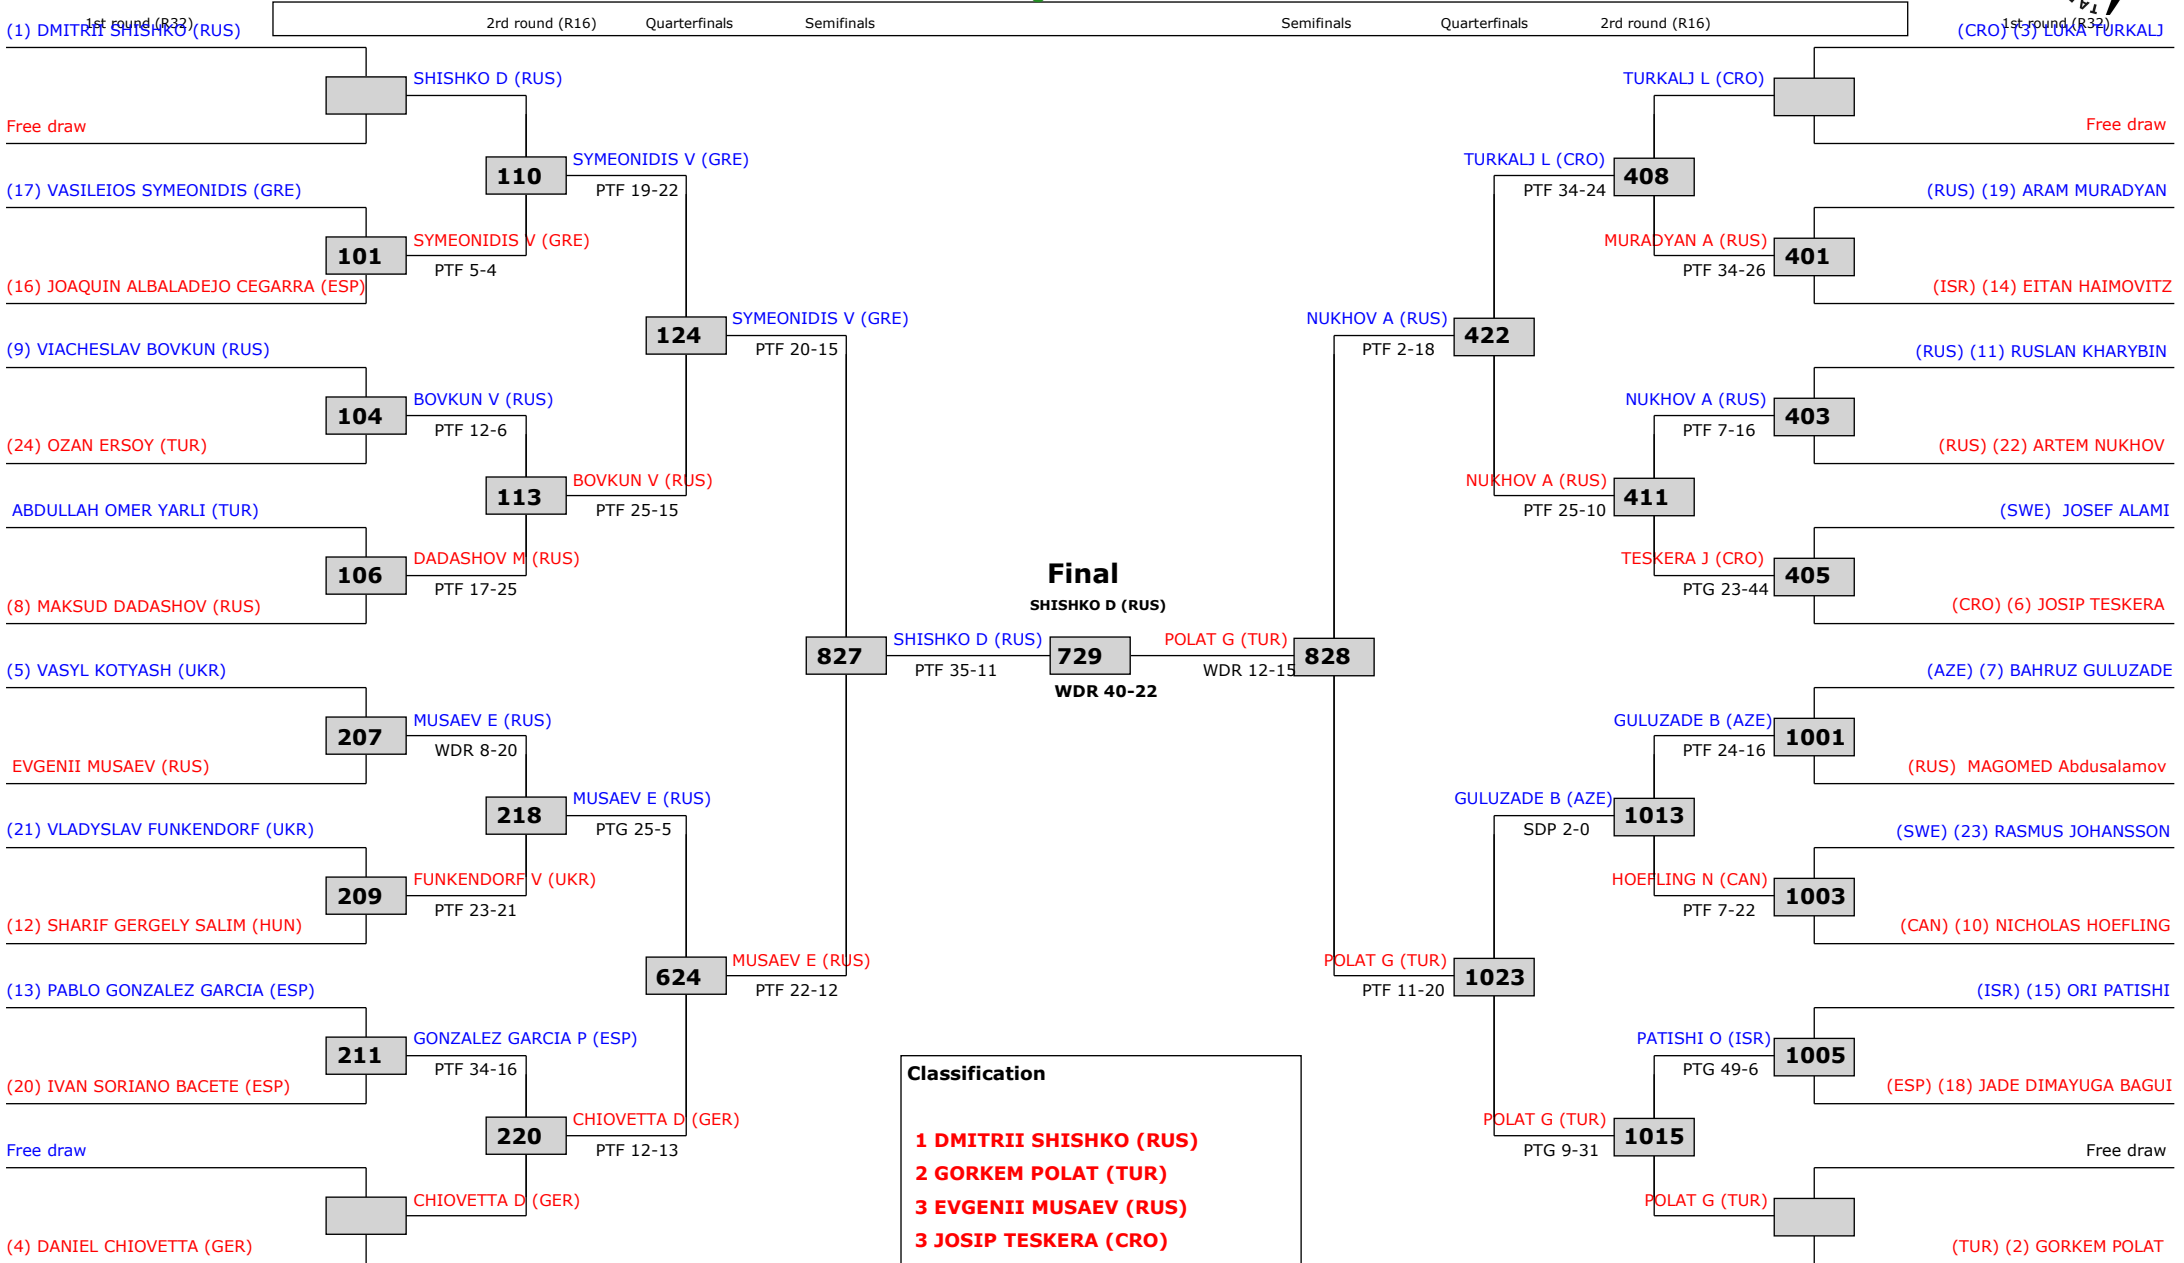 1st round (R32)
2nd round (R16)
Quarterfinals
Semifinals
Semifinals
Quarterfinals
2nd round (R16)
1st round (R32)
(1) DMITRII SHISHKO (RUS)
Free draw
(17) VASILEIOS SYMEONIDIS (GRE)
(16) JOAQUIN ALBALADEJO CEGARRA (ESP)
(9) VIACHESLAV BOVKUN (RUS)
(24) OZAN ERSOY (TUR)
ABDULLAH OMER YARLI (TUR)
(8) MAKSUD DADASHOV (RUS)
(5) VASYL KOTYASH (UKR)
EVGENII MUSAEV (RUS)
(21) VLADYSLAV FUNKENDORF (UKR)
(12) SHARIF GERGELY SALIM (HUN)
(13) PABLO GONZALEZ GARCIA (ESP)
(20) IVAN SORIANO BACETE (ESP)
Free draw
(4) DANIEL CHIOVETTA (GER)
SHISHKO D (RUS)
101
SYMEONIDIS V (GRE)
PTF 5-4
104
BOVKUN V (RUS)
PTF 12-6
106
DADASHOV M (RUS)
PTF 17-25
207
MUSAEV E (RUS)
WDR 8-20
209
FUNKENDORF V (UKR)
PTF 23-21
211
GONZALEZ GARCIA P (ESP)
PTF 34-16
CHIOVETTA D (GER)
110
SYMEONIDIS V (GRE)
PTF 19-22
113
BOVKUN V (RUS)
PTF 25-15
218
MUSAEV E (RUS)
PTG 25-5
220
CHIOVETTA D (GER)
PTF 12-13
124
SYMEONIDIS V (GRE)
PTF 20-15
624
MUSAEV E (RUS)
PTF 22-12
827
SHISHKO D (RUS)
PTF 35-11
Final
SHISHKO D (RUS)
729
WDR 40-22
POLAT G (TUR)
WDR 12-15
828
NUKHOV A (RUS)
PTF 2-18
422
POLAT G (TUR)
PTF 11-20
1023
TURKALJ L (CRO)
PTF 34-24
408
NUKHOV A (RUS)
PTF 25-10
411
GULUZADE B (AZE)
SDP 2-0
1013
POLAT G (TUR)
PTG 9-31
1015
TURKALJ L (CRO)
MURADYAN A (RUS)
PTF 34-26
401
NUKHOV A (RUS)
PTF 7-16
403
TESKERA J (CRO)
PTG 23-44
405
GULUZADE B (AZE)
PTF 24-16
1001
HOEFLING N (CAN)
PTF 7-22
1003
PATISHI O (ISR)
PTG 49-6
1005
POLAT G (TUR)
(CRO) (3) LUKA TURKALJ
Free draw
(RUS) (19) ARAM MURADYAN
(ISR) (14) EITAN HAIMOVITZ
(RUS) (11) RUSLAN KHARYBIN
(RUS) (22) ARTEM NUKHOV
(SWE) JOSEF ALAMI
(CRO) (6) JOSIP TESKERA
(AZE) (7) BAHRUZ GULUZADE
(RUS) MAGOMED Abdusalamov
(SWE) (23) RASMUS JOHANSSON
(CAN) (10) NICHOLAS HOEFLING
(ISR) (15) ORI PATISHI
(ESP) (18) JADE DIMAYUGA BAGUI
Free draw
(TUR) (2) GORKEM POLAT
Classification
1 DMITRII SHISHKO (RUS)
2 GORKEM POLAT (TUR)
3 EVGENII MUSAEV (RUS)
3 JOSIP TESKERA (CRO)